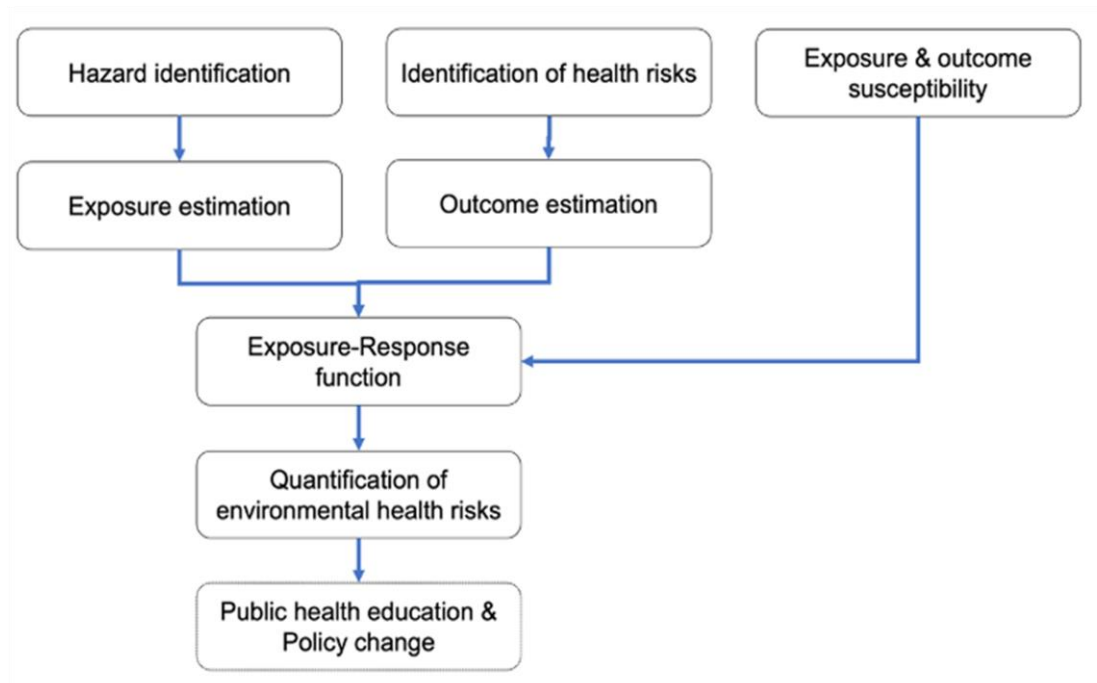 Hazard identification
Identification of health risks
Exposure & outcome
susceptibility
Exposure estimation
Outcome estimation
Exposure-Response
function
Quantification of
environmental health risks
Public health education &
Policy change